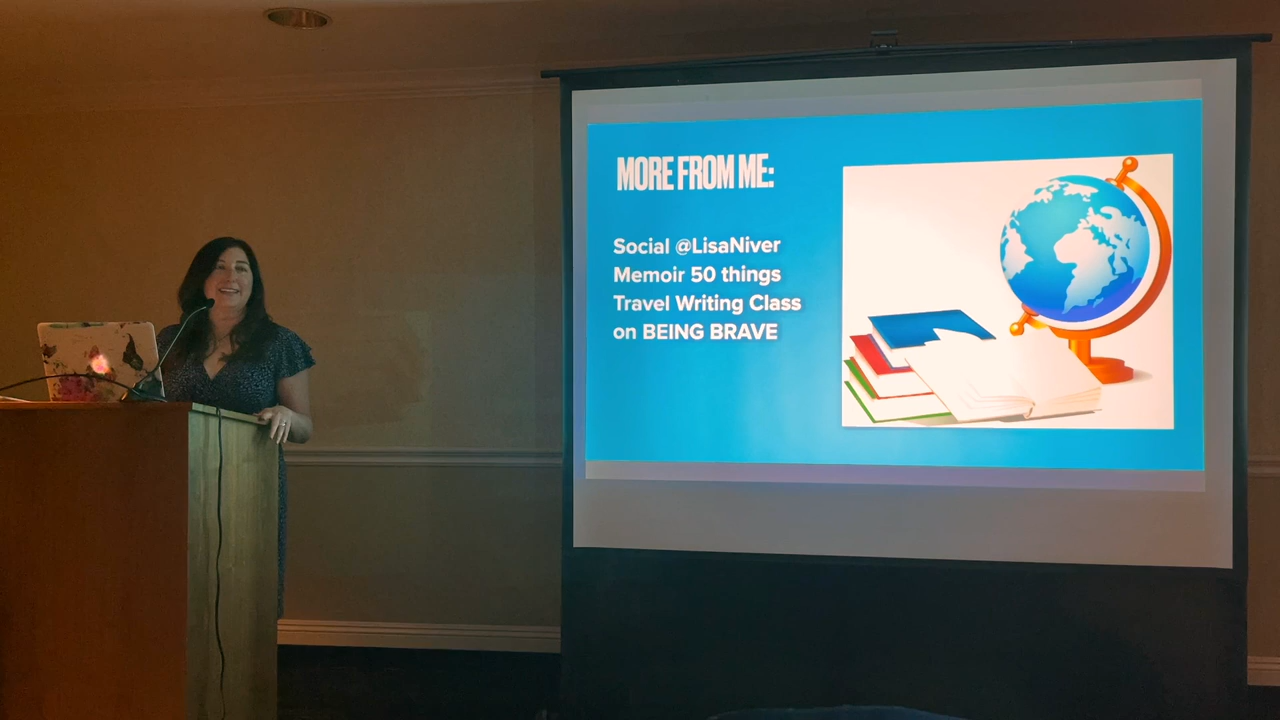 MORE FROM ME:
Social @LisaNiver
Memoir 50 things
Travel Writing Class
on BEING BRAVE